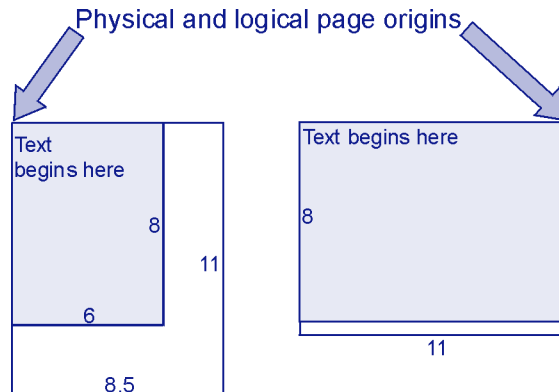 Physical and logical page origins
Text
begins here
8
11
6
8.5
Text begins here
8
11